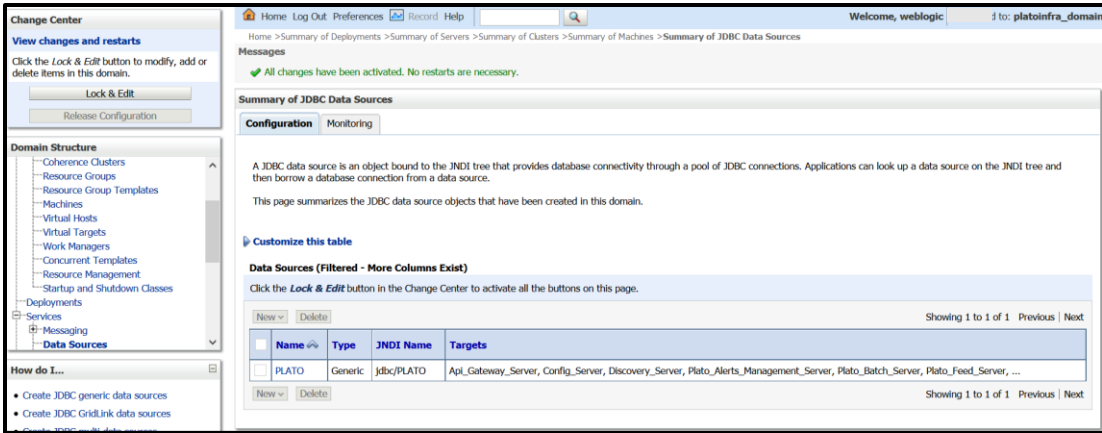 Change Center
View changes and restarts
Click the Lock & Edit button to modify, add or
delete items in this domain.
Lock & Edit
Release Configuration
Domain Structure
Coherence Clusters
Resource Groups
Resource Group Templates
Machines
Virtual Hosts
Virtual Targets
Work Managers
Concurrent Templates
Resource Management
Startup and Shutdown Classes
Deployments
Services
Messaging
Data Sources
How do I...
Create JDBC generic data sources
Create JDBC GridLink data sources
Create JDBC multi data sources
Home Log Out Preferences Record Help
Welcome, weblogic
d to: platoinfra_domain
Home >Summary of Deployments >Summary of Servers >Summary of Clusters >Summary of Machines >Summary of JDBC Data Sources
Messages
All changes have been activated. No restarts are necessary.
Summary of JDBC Data Sources
Configuration Monitoring
A JDBC data source is an object bound to the JNDI tree that provides database connectivity through a pool of JDBC connections. Applications can look up a data source on the JNDI tree and
then borrow a database connection from a data source.
This page summarizes the JDBC data source objects that have been created in this domain.
Customize this table
Data Sources (Filtered - More Columns Exist)
Click the Lock & Edit button in the Change Center to activate all the buttons on this page.
New Delete Showing 1 to 1 of 1 Previous | Next
Name Type JNDI Name Targets
PLATO Generic jdbc/PLATO Api_Gateway_Server, Config_Server, Discovery_Server, Plato_Alerts_Management_Server, Plato_Batch_Server, Plato_Feed_Server, ...
New Delete Showing 1 to 1 of 1 Previous | Next